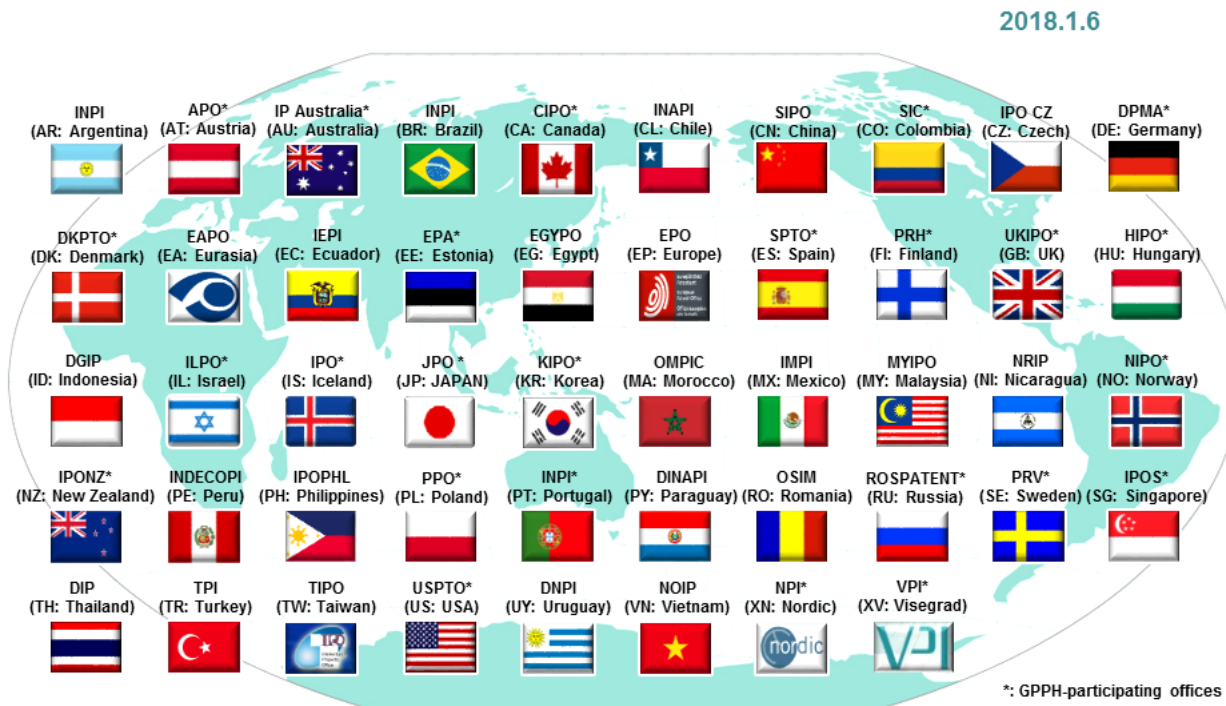 2018.1.6
INPI
(AR: Argentina)
APO*
(AT: Austria)
IP Australia*
(AU: Australia)
INPI
(BR: Brazil)
CIPO*
(CA: Canada)
INAPI
(CL: Chile)
SIPO
(CN: China)
SIC*
(CO: Colombia)
IPO CZ
(CZ: Czech)
DPMA*
(DE: Germany)
DKPTO*
(DK: Denmark)
EAPO
(EA: Eurasia)
IEPI
(EC: Ecuador)
EPA*
(EE: Estonia)
EGYPO
(EG: Egypt)
EPO
(EP: Europe)
SPTO*
(ES: Spain)
PRH*
(FI: Finland)
UKIPO*
(GB: UK)
HIPO*
(HU: Hungary)
DGIP
(ID: Indonesia)
ILPO*
(IL: Israel)
IPO*
(IS: Iceland)
JPO *
(JP: JAPAN)
KIPO*
(KR: Korea)
OMPIC
(MA: Morocco)
IMPI
(MX: Mexico)
MYIPO
(MY: Malaysia)
NRIP
(NI: Nicaragua)
NIPO*
(NO: Norway)
IPONZ*
(NZ: New Zealand)
INDECOPI
(PE: Peru)
IPOPHL
(PH: Philippines)
PPO*
(PL: Poland)
INPI*
(PT: Portugal)
DINAPI
(PY: Paraguay)
OSIM
(RO: Romania)
ROSPATENT*
(RU: Russia)
PRV*
(SE: Sweden)
IPOS*
(SG: Singapore)
DIP
(TH: Thailand)
TPI
(TR: Turkey)
TIPO
(TW: Taiwan)
USPTO*
(US: USA)
DNPI
(UY: Uruguay)
NOIP
(VN: Vietnam)
NPI*
(XN: Nordic)
nordic
VPI*
(XV: Visegrad)
VPI
*: GPPH-participating offices